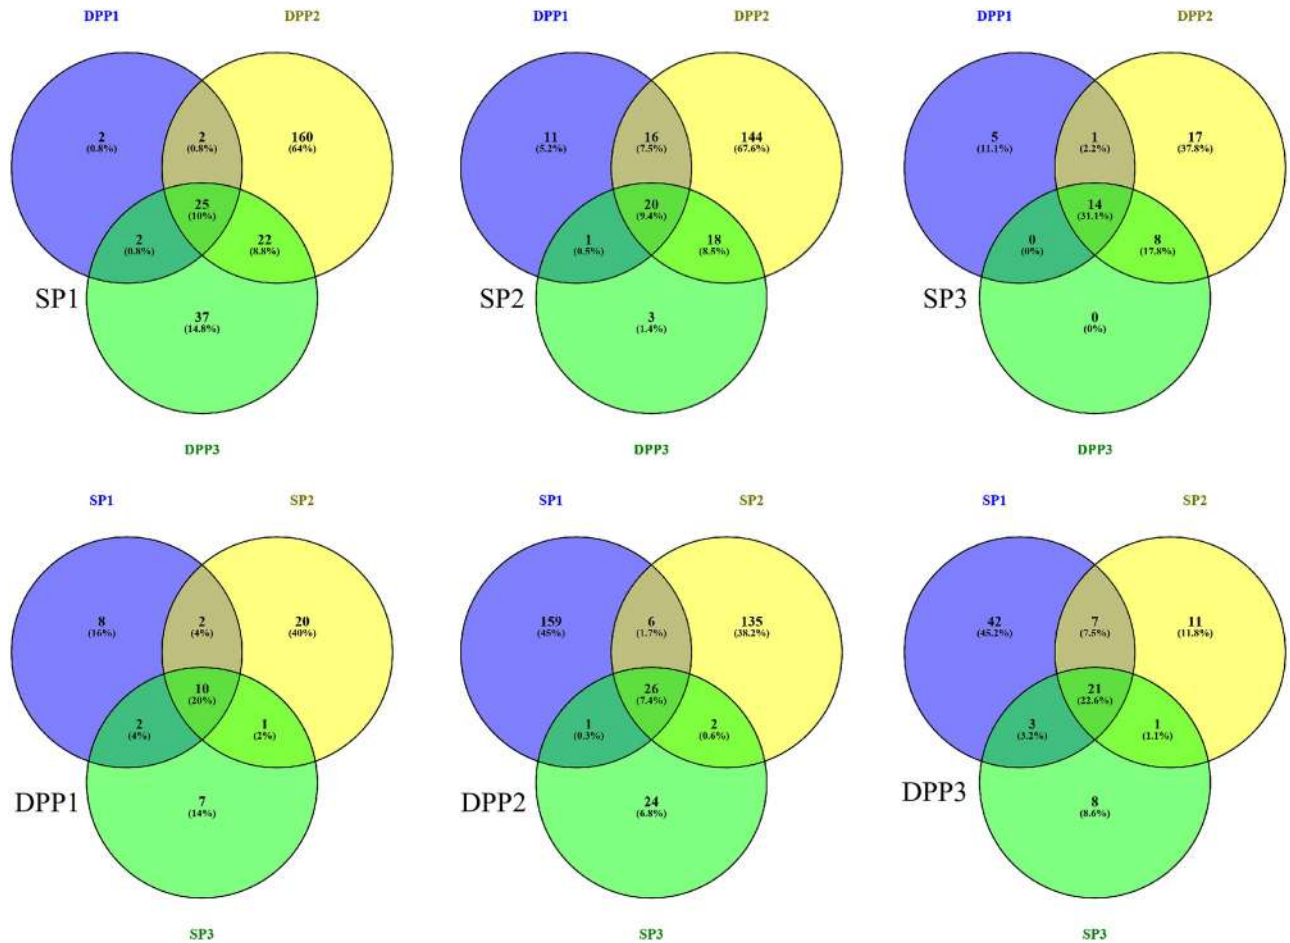 DPP1 DPP2 DPP1 DPP2 DPP1 DPP2
2 2 160 11 16 144 5 1 17
(0.8%) (0.8%) (64%) (5.2%) (7.5%) (67.6%) (11.1%) (2.2%) (37.8%)
25 20 14
(10%) (9.4%) (31.1%)
2 22 1 18 0 8
(0.8%) (8.8%) (0.5%) (8.5%) (0%) (17.8%)
SP1 SP2 SP3
37 3 0
(14.8%) (1.4%) (0%)
DPP3 DPP3 DPP3
SP1 SP2 SP1 SP2 SP1 SP2
8 2 20 159 6 135 42 7 11
(16%) (4%) (40%) (45%) (1.7%) (38.2%) (45.2%) (7.5%) (11.8%)
10 26 21
(20%) (7.4%) (22.6%)
2 1 1 2 3 1
(4%) (2%) (0.3%) (0.6%) (3.2%) (1.1%)
DPP1 DPP2 DPP3
7 24 8
(14%) (6.8%) (8.6%)
SP3 SP3 SP3